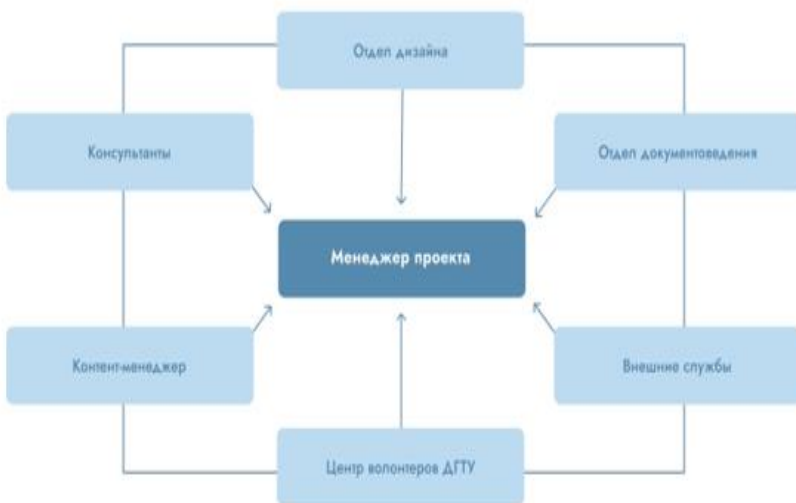 Отдел дизайна
Консультанты
Отдел документоведения
Менеджер проекта
Контент-менеджер
Внешние службы
Центр волонтеров ДГТУ